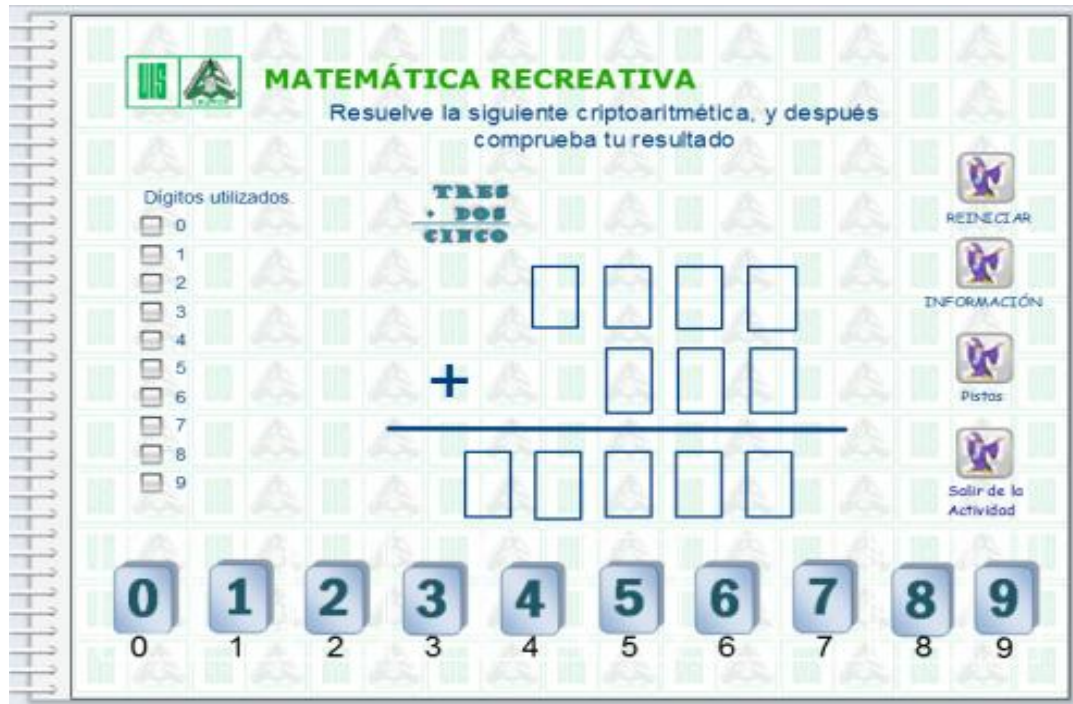 UIS
MATEMÁTICA RECREATIVA
Resuelve la siguiente criptoaritmética, y después
comprueba tu resultado
Dígitos utilizados
0
1
2
3
4
5
6
7
8
9
TRES
+ DOS
CINCO
+
REINICIAR
INFORMACIÓN
Pistas
Salir de la
Actividad
0 1 2 3 4 5 6 7 8 9
0 1 2 3 4 5 6 7 8 9